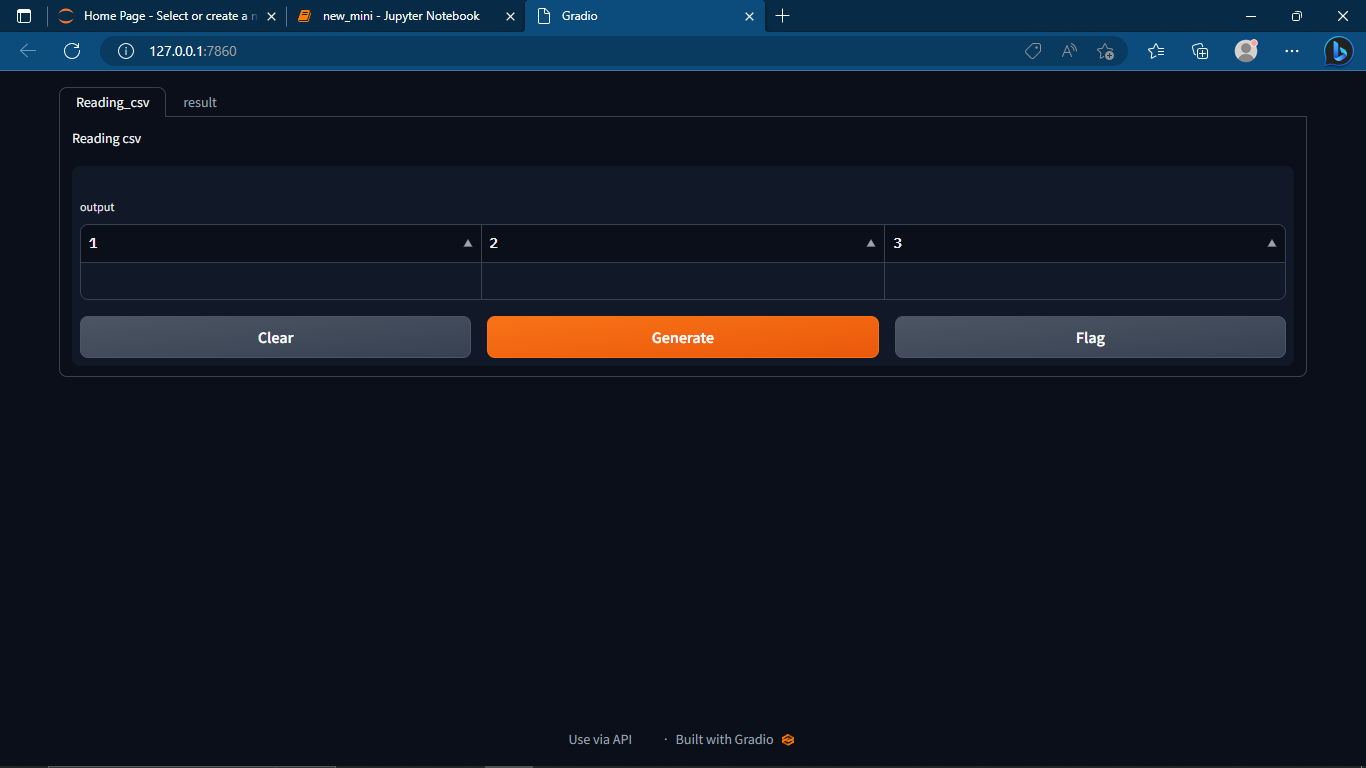 Home Page - Select or create a n
new_mini - Jupyter Notebook
Gradio
127.0.0.1:7860
Reading_csv
result
Reading csv
output
1 2 3
Clear Generate Flag
Use via API · Built with Gradio